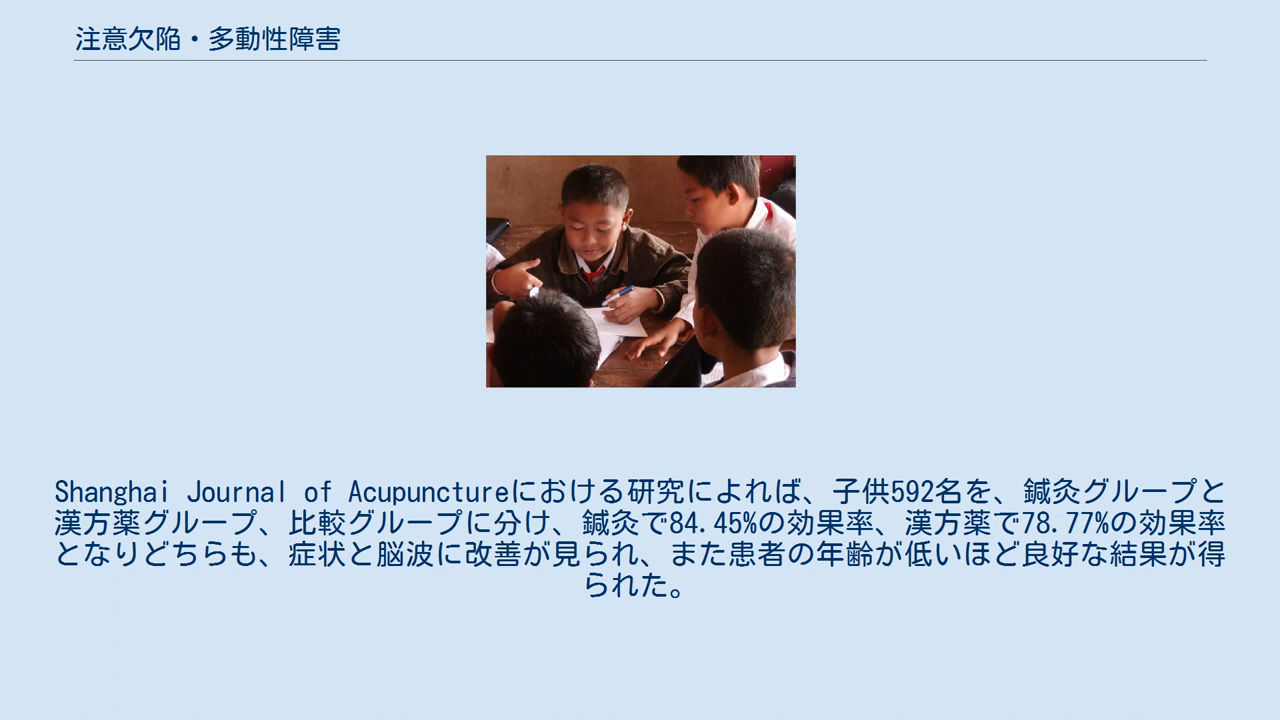 注意欠陥・多動性障害
Shanghai Journal of Acupunctureにおける研究によれば、子供592名を、鍼灸グループと
漢方薬グループ、比較グループに分け、鍼灸で84.45%の効果率、漢方薬で78.77%の効果率
となりどちらも、症状と脳波に改善が見られ、また患者の年齢が低いほど良好な結果が得
られた。